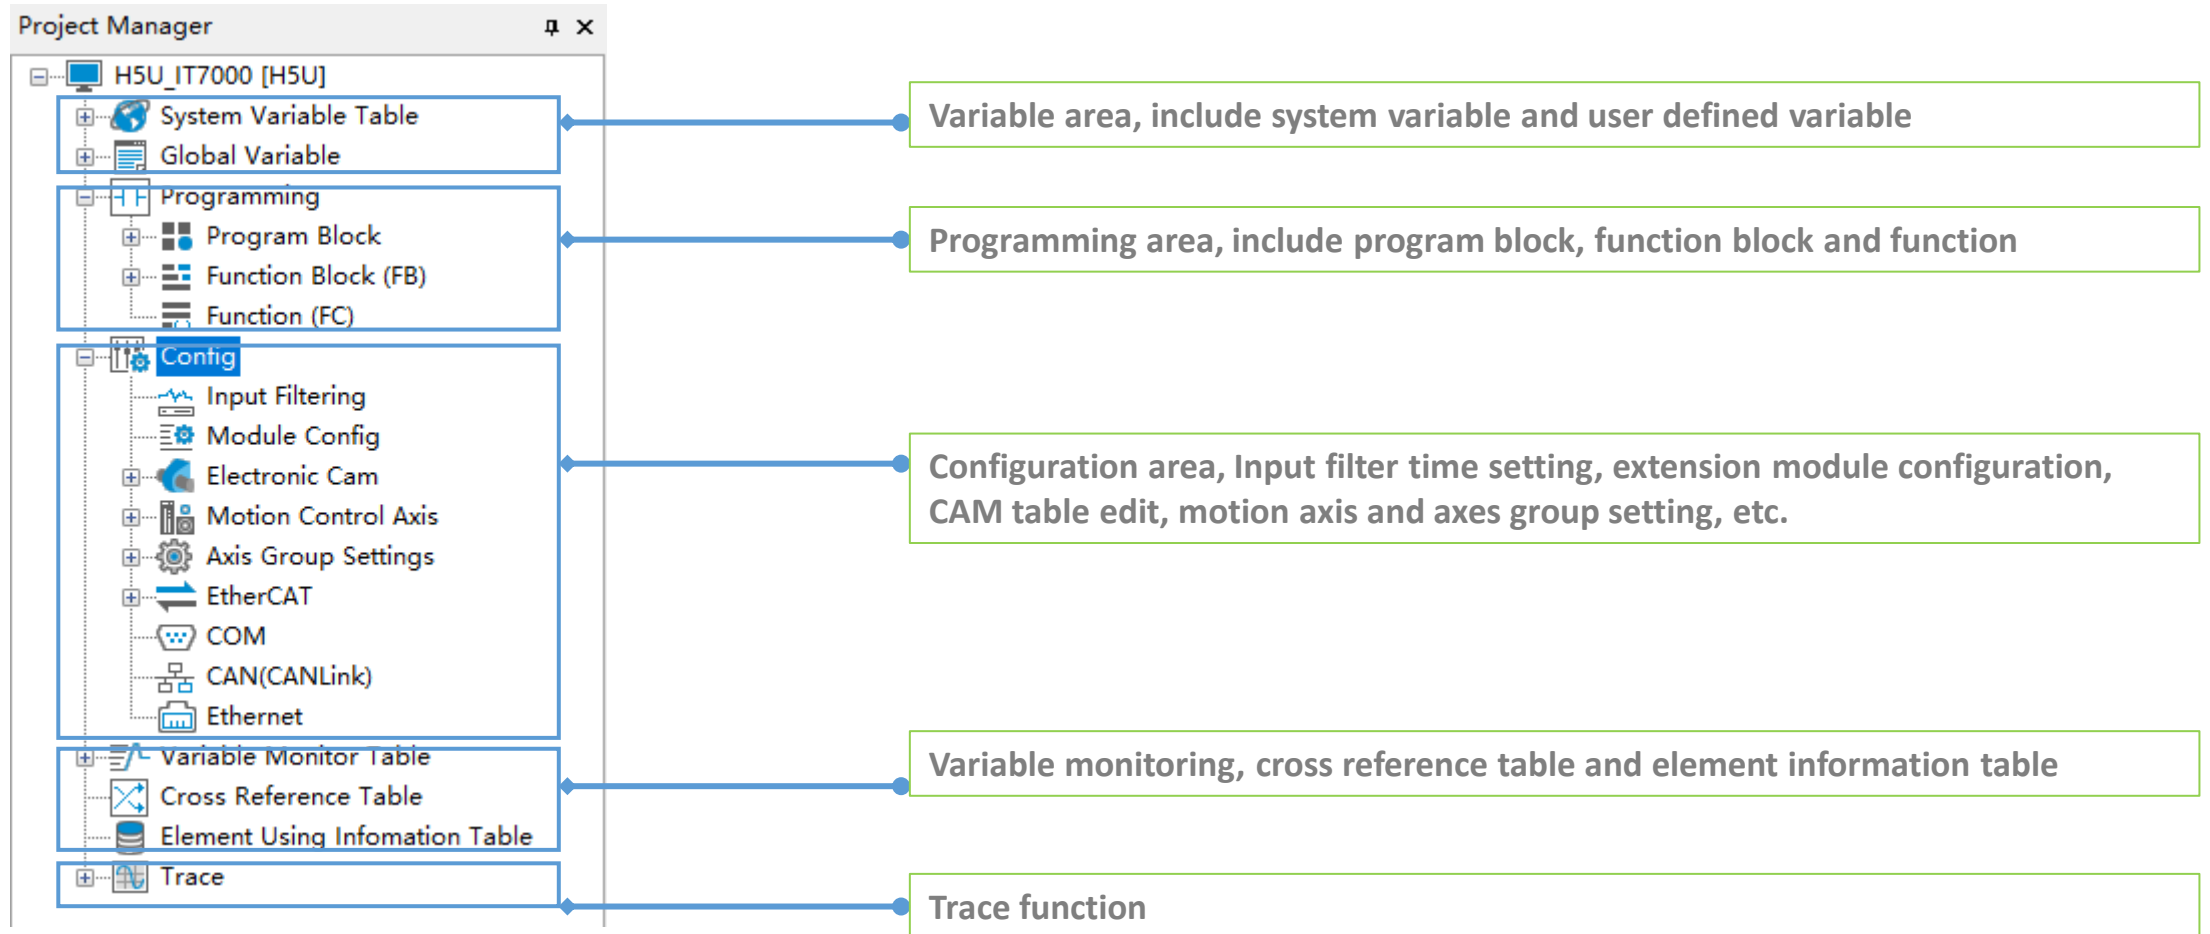 Project Manager
H5U_IT7000 [H5U]
System Variable Table
Global Variable
Programming
Program Block
Function Block (FB)
Function (FC)
Config
Input Filtering
Module Config
Electronic Cam
Motion Control Axis
Axis Group Settings
EtherCAT
COM
CAN(CANLink)
Ethernet
Variable Monitor Table
Cross Reference Table
Element Using Infomation Table
Trace
Variable area, include system variable and user defined variable
Programming area, include program block, function block and function
Configuration area, Input filter time setting, extension module configuration,
CAM table edit, motion axis and axes group setting, etc.
Variable monitoring, cross reference table and element information table
Trace function